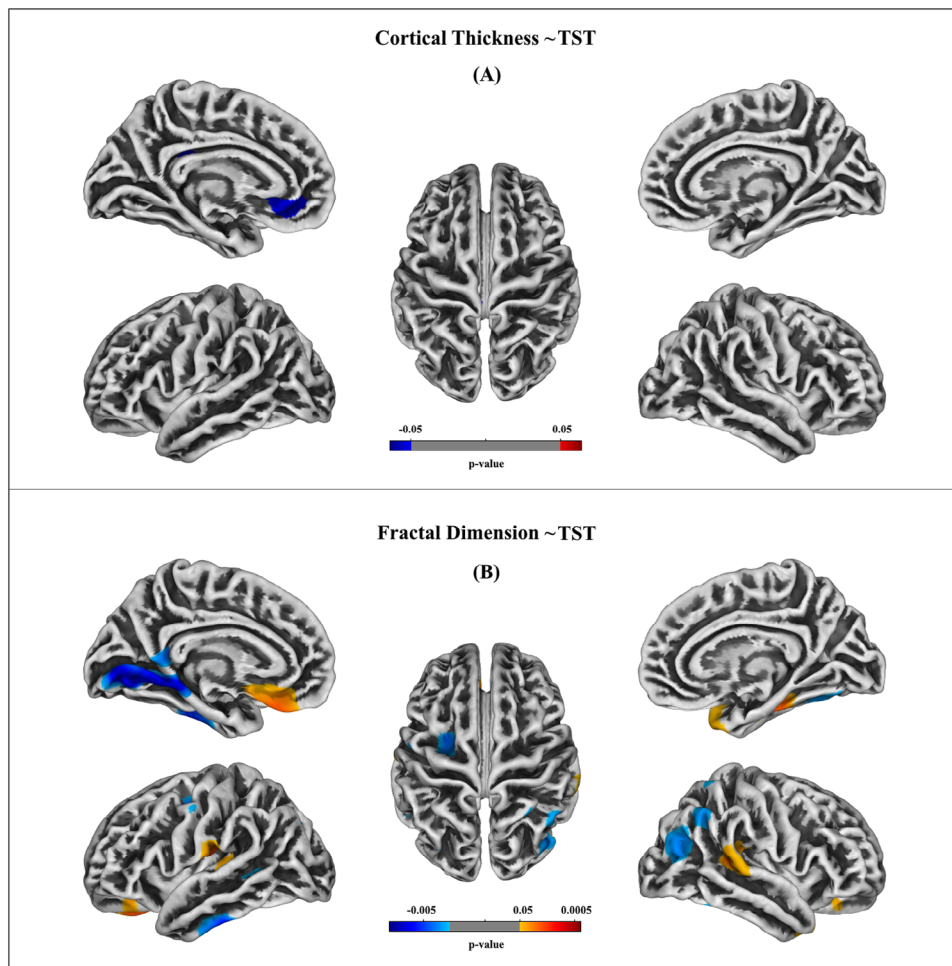 Cortical Thickness ~TST
(A)
-0.05 0.05
p-value
Fractal Dimension ~TST
(B)
-0.005 0.05 0.0005
p-value